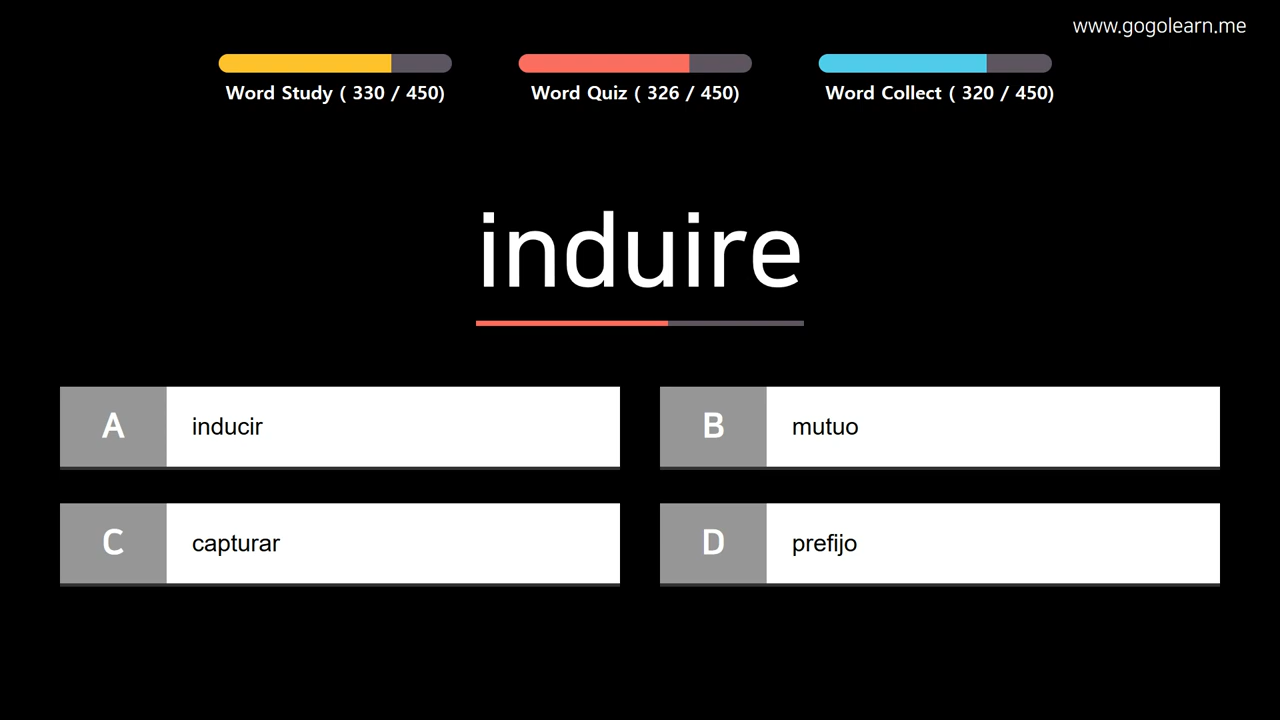 www.gogolearn.me
Word Study ( 330 / 450)
Word Quiz ( 326 / 450)
Word Collect ( 320 / 450)
induire
A inducir
B mutuo
C capturar
D prefijo